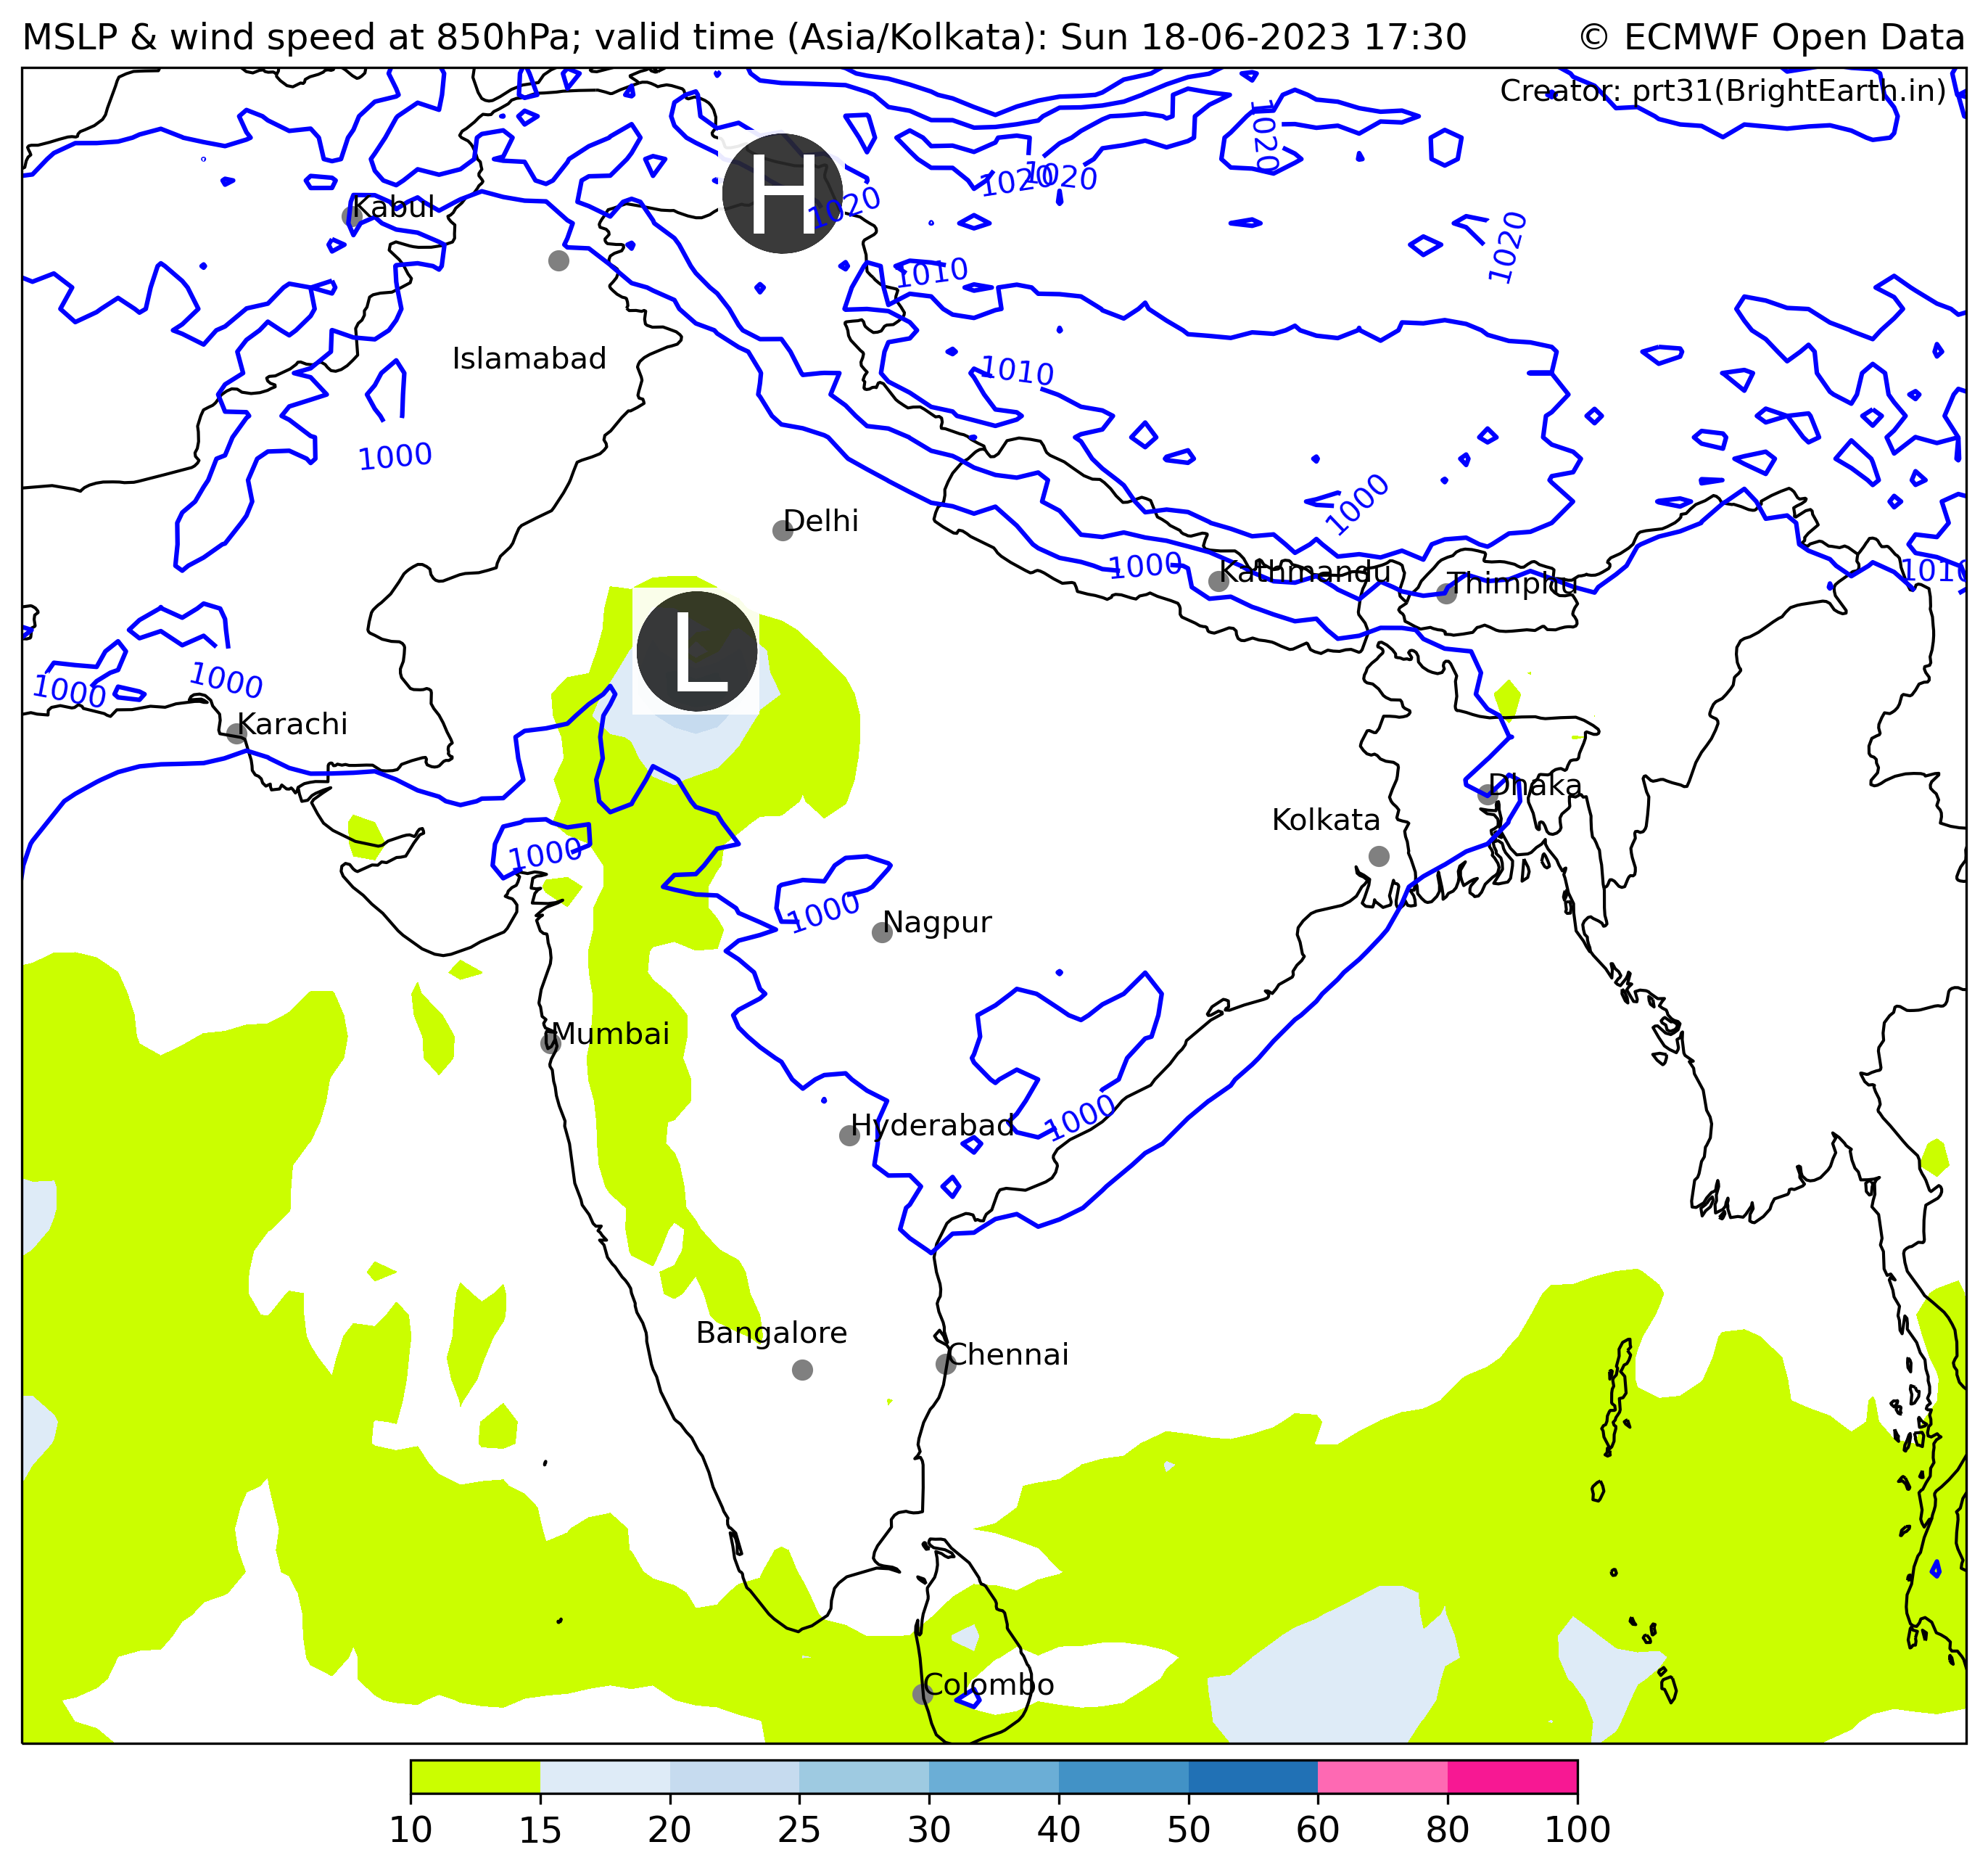 MSLP & wind speed at 850hPa; valid time (Asia/Kolkata): Sun 18-06-2023 17:30
© ECMWF Open Data
Creator: prt31(BrightEarth.in)
1020
H
1020
1020
1020
Kabul
1020
1010
Islamabad
1010
1000
1000
Delhi
1000
Kathmandu
Thimphu
1010
L
1000
1000
Karachi
Dhaka
Kolkata
1000
1000
Nagpur
Mumbai
1000
Hyderabad
Bangalore
Chennai
Colombo
10 15 20 25 30 40 50 60 80 100